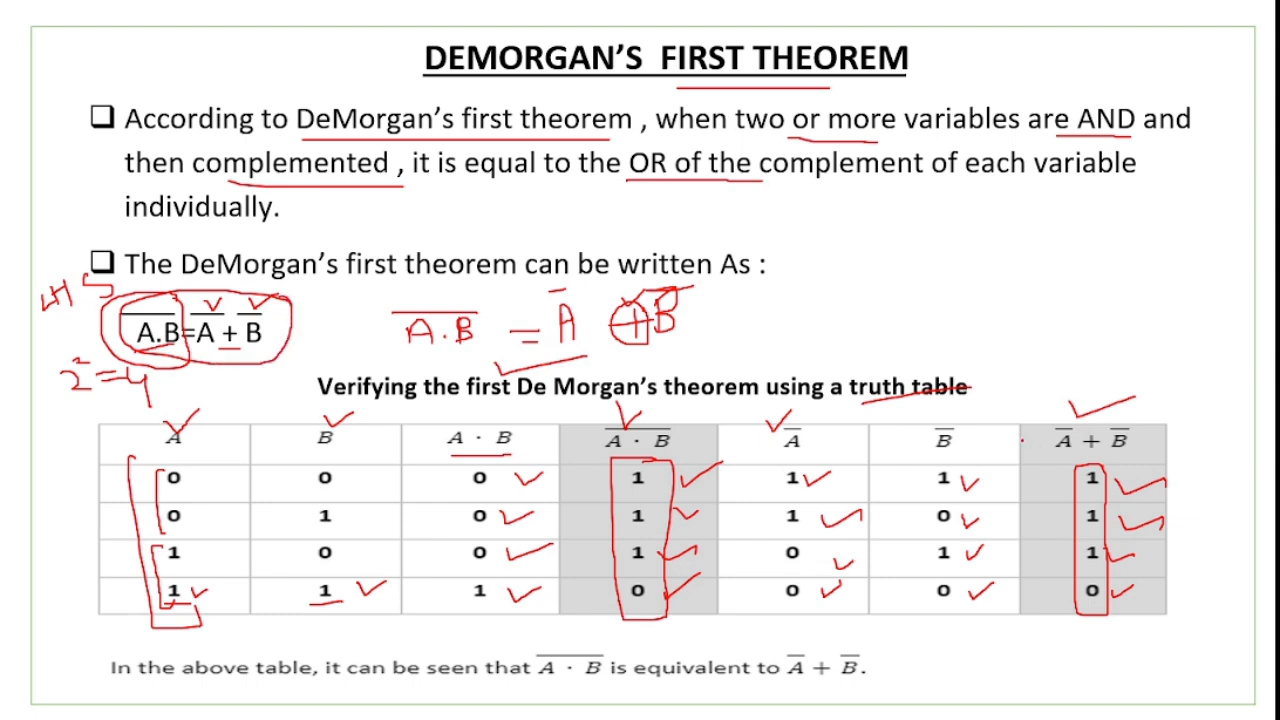 DEMORGAN’S FIRST THEOREM
❑ According to DeMorgan’s first theorem , when two or more variables are AND and
then complemented , it is equal to the OR of the complement of each variable
individually.
❑ The DeMorgan’s first theorem can be written As :
LHS
A̅.̅B̅=A̅ + B̅
A̅.̅B̅ = A̅ + B̅
2² = 4
Verifying the first De Morgan’s theorem using a truth table
A B A · B A̅ ·̅ B̅ A̅ B̅ A̅ + B̅
0 0 0 1 1 1 1
0 1 0 1 1 0 1
1 0 0 1 0 1 1
1 1 1 0 0 0 0
In the above table, it can be seen that A̅ ·̅ B̅ is equivalent to A̅ + B̅.